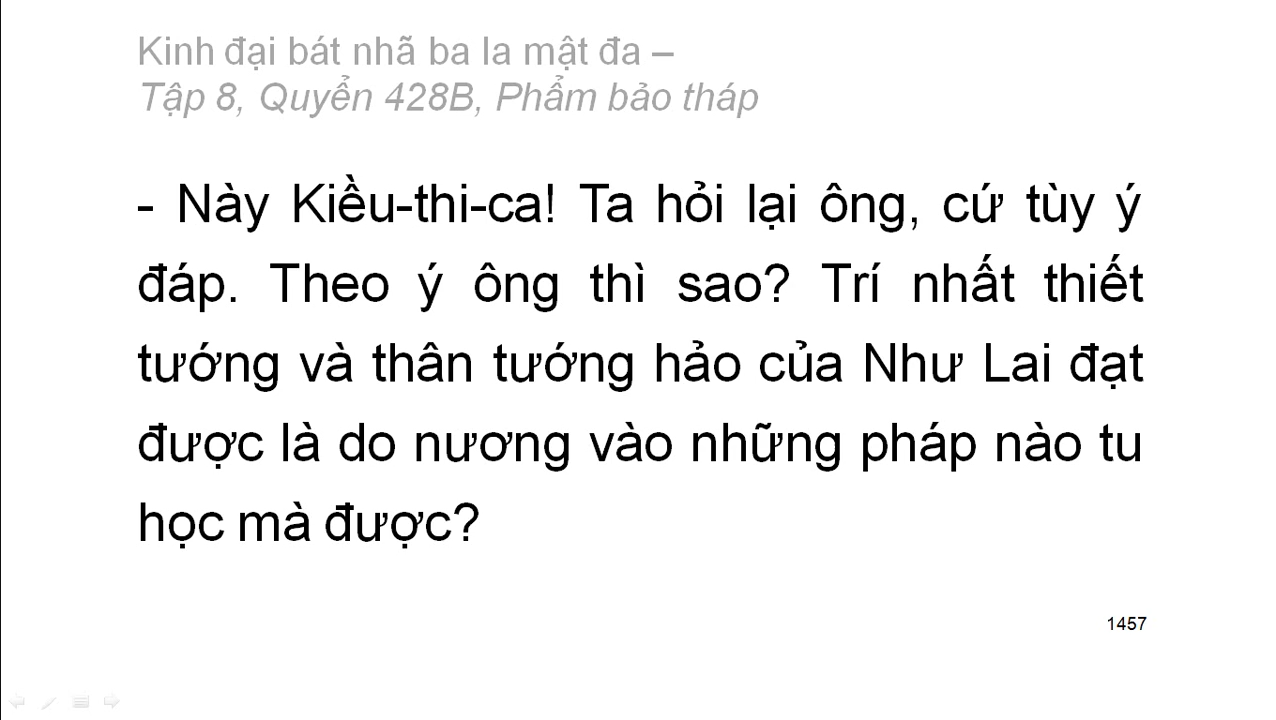 Kinh đại bát nhã ba la mật đa –
Tập 8, Quyển 428B, Phẩm bảo tháp
- Này Kiều-thi-ca! Ta hỏi lại ông, cứ tùy ý
đáp. Theo ý ông thì sao? Trí nhất thiết
tướng và thân tướng hảo của Như Lai đạt
được là do nương vào những pháp nào tu
học mà được?
1457